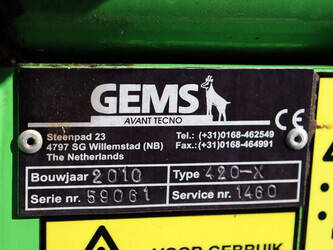 GEMS
AVANT TECNO
Steenpad 23
4797 SG Willemstad (NB)
The Netherlands
Tel.: (+31)0168-462549
Fax.:(+31)0168-464991
CE
Bouwjaar 2010 Type 420-X
Serie nr. 59061 Service nr. 1460
VOOR GEBRUIK